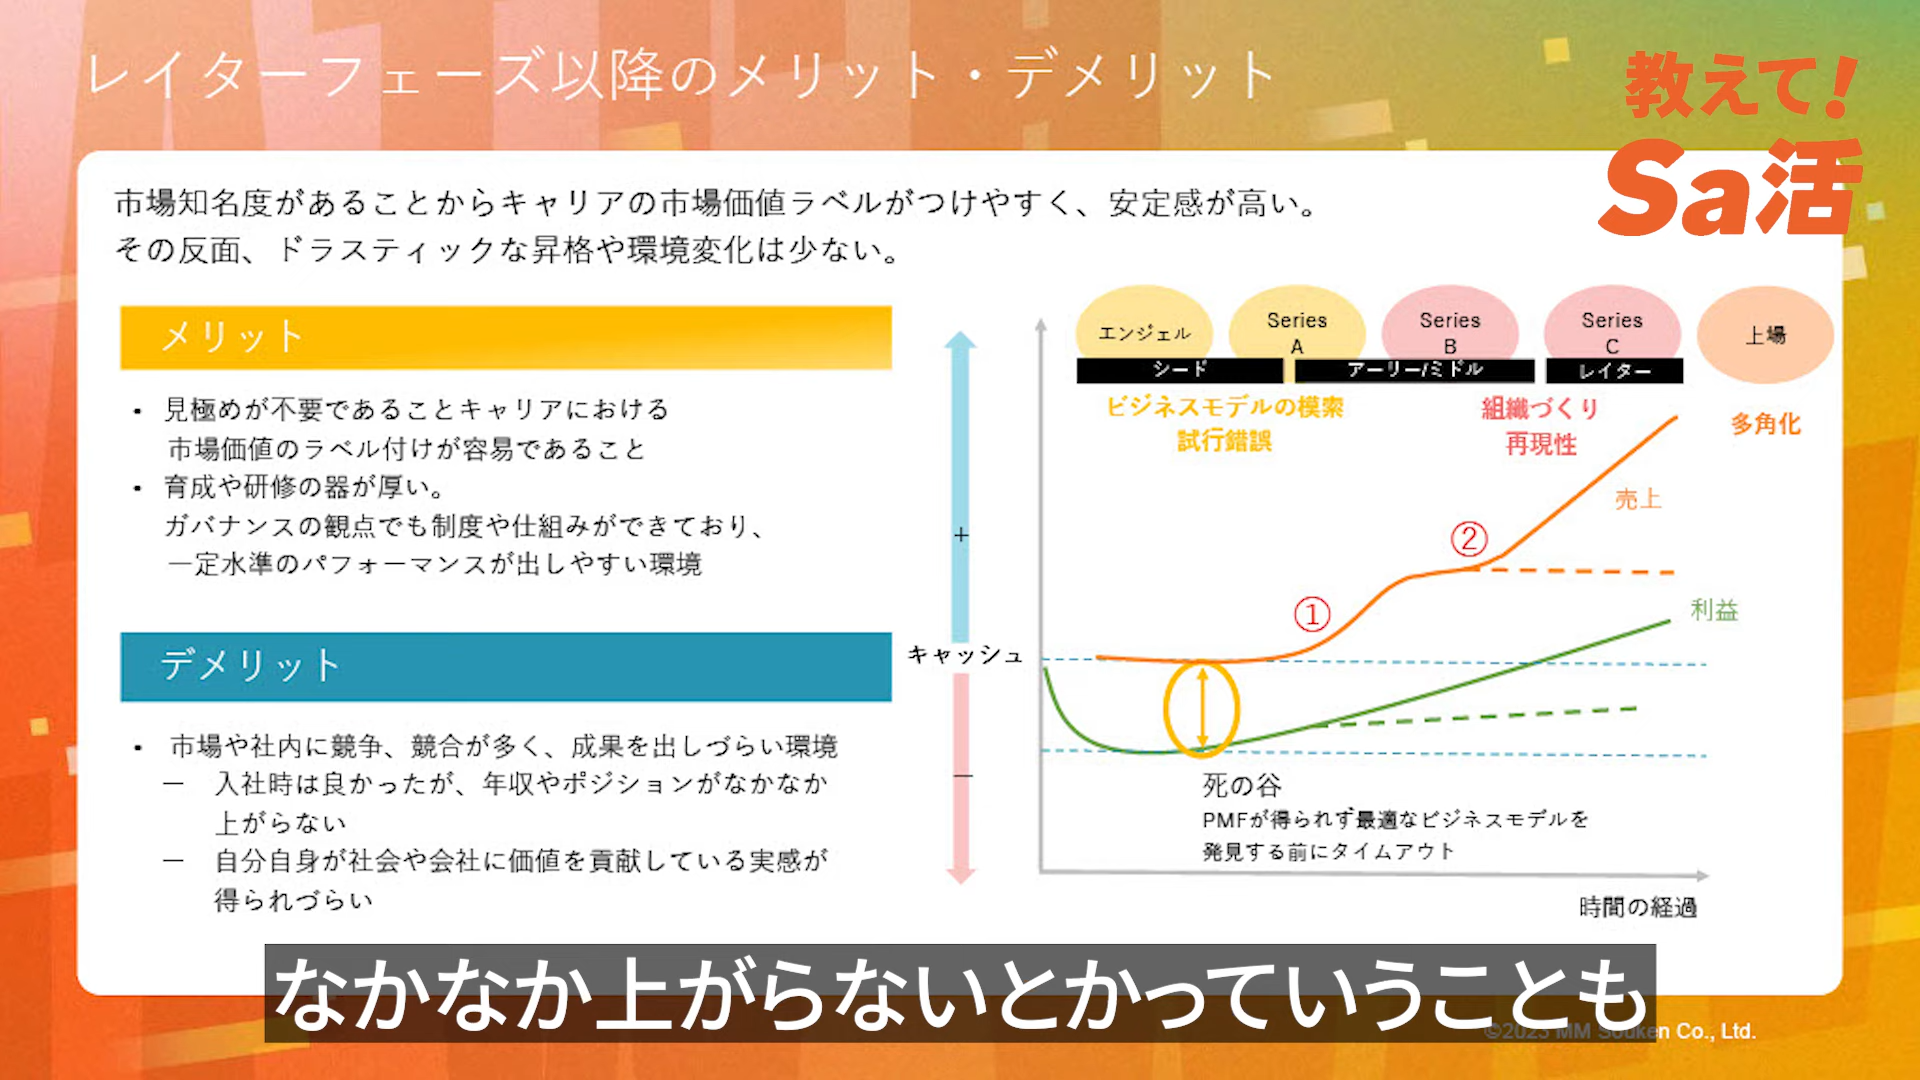 レイターフェーズ以降のメリット・デメリット
教えて!
Sa活
市場知名度があることからキャリアの市場価値ラベルがつけやすく、安定感が高い。
その反面、ドラスティックな昇格や環境変化は少ない。
メリット
• 見極めが不要であることキャリアにおける
市場価値のラベル付けが容易であること
• 育成や研修の器が厚い。
ガバナンスの観点でも制度や仕組みができており、
一定水準のパフォーマンスが出しやすい環境
デメリット
• 市場や社内に競争、競合が多く、成果を出しづらい環境
— 入社時は良かったが、年収やポジションがなかなか
上がらない
— 自分自身が社会や会社に価値を貢献している実感が
得られづらい
+
キャッシュ
—
エンジェル
Series
A
Series
B
Series
C
上場
シード
アーリー/ミドル
レイター
ビジネスモデルの模索
試行錯誤
組織づくり
再現性
多角化
売上
②
①
利益
死の谷
PMFが得られず最適なビジネスモデルを
発見する前にタイムアウト
時間の経過
なかなか上がらないとかっていうことも
©2023 MM Souken Co., Ltd.